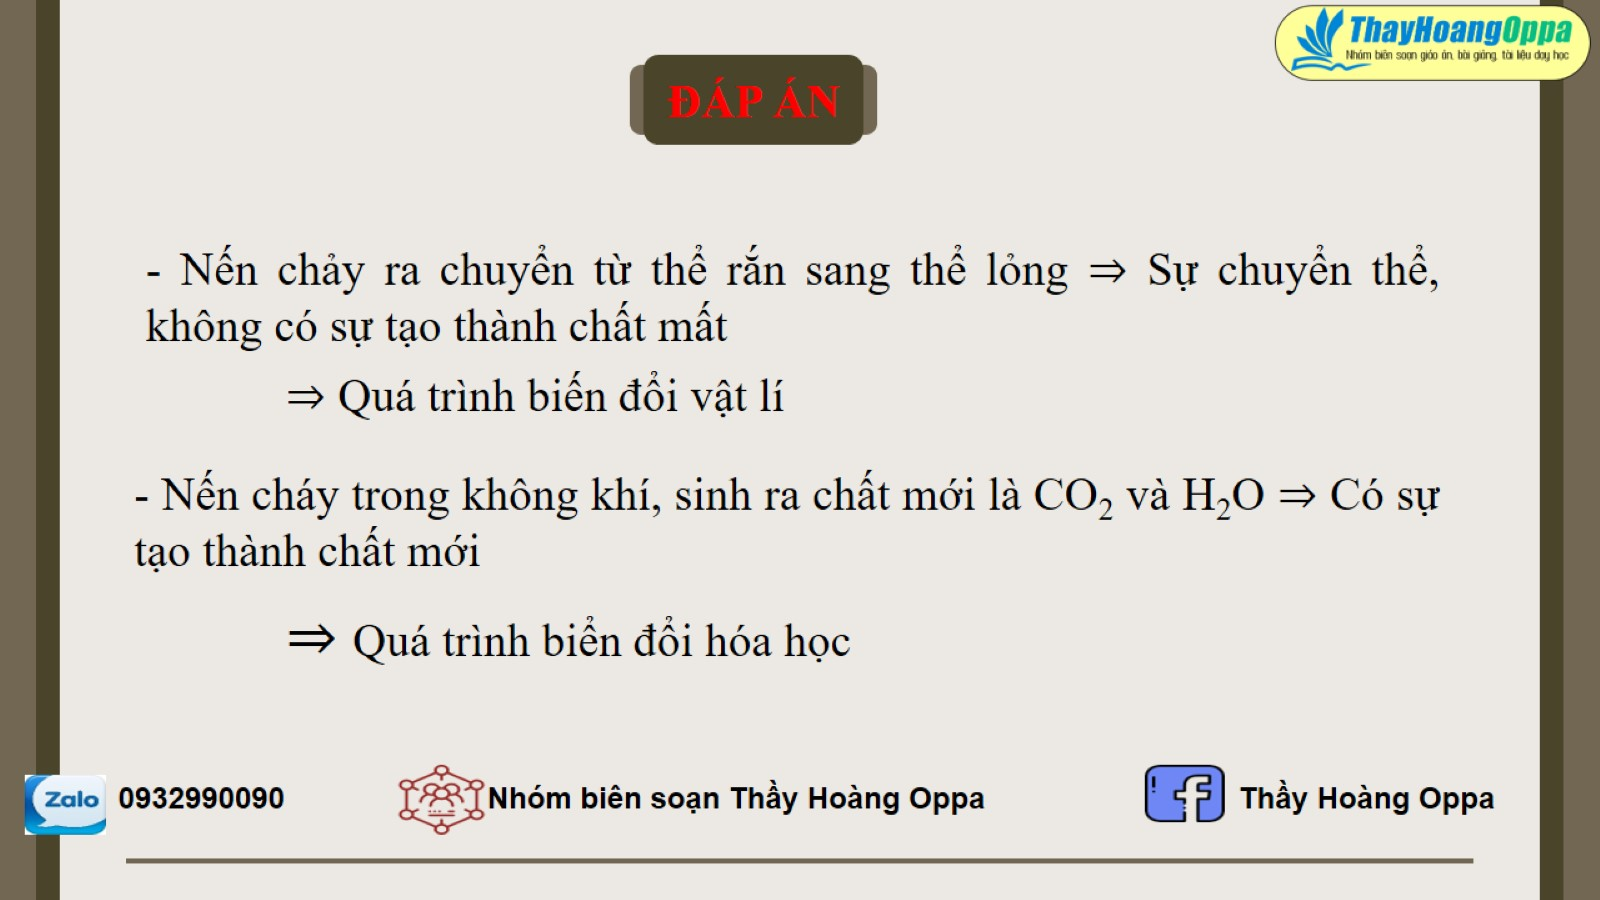 ThayHoangOppa
Nhóm biên soạn giáo án, bài giảng, tài liệu dạy học
ĐÁP ÁN
- Nến chảy ra chuyển từ thể rắn sang thể lỏng ⇒ Sự chuyển thể,
không có sự tạo thành chất mất
⇒ Quá trình biến đổi vật lí
- Nến cháy trong không khí, sinh ra chất mới là CO₂ và H₂O ⇒ Có sự
tạo thành chất mới
⇒ Quá trình biển đổi hóa học
Zalo 0932990090 Nhóm biên soạn Thầy Hoàng Oppa Thầy Hoàng Oppa